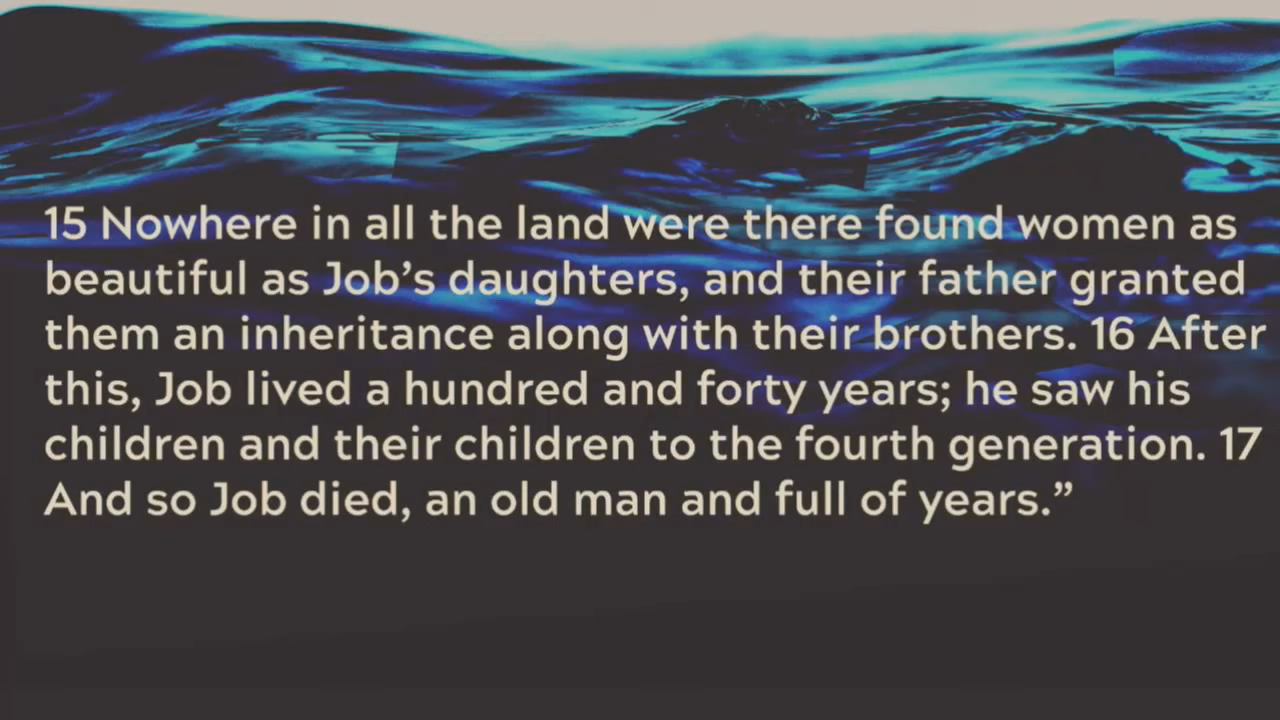 15 Nowhere in all the land were there found women as
beautiful as Job’s daughters, and their father granted
them an inheritance along with their brothers. 16 After
this, Job lived a hundred and forty years; he saw his
children and their children to the fourth generation. 17
And so Job died, an old man and full of years.”